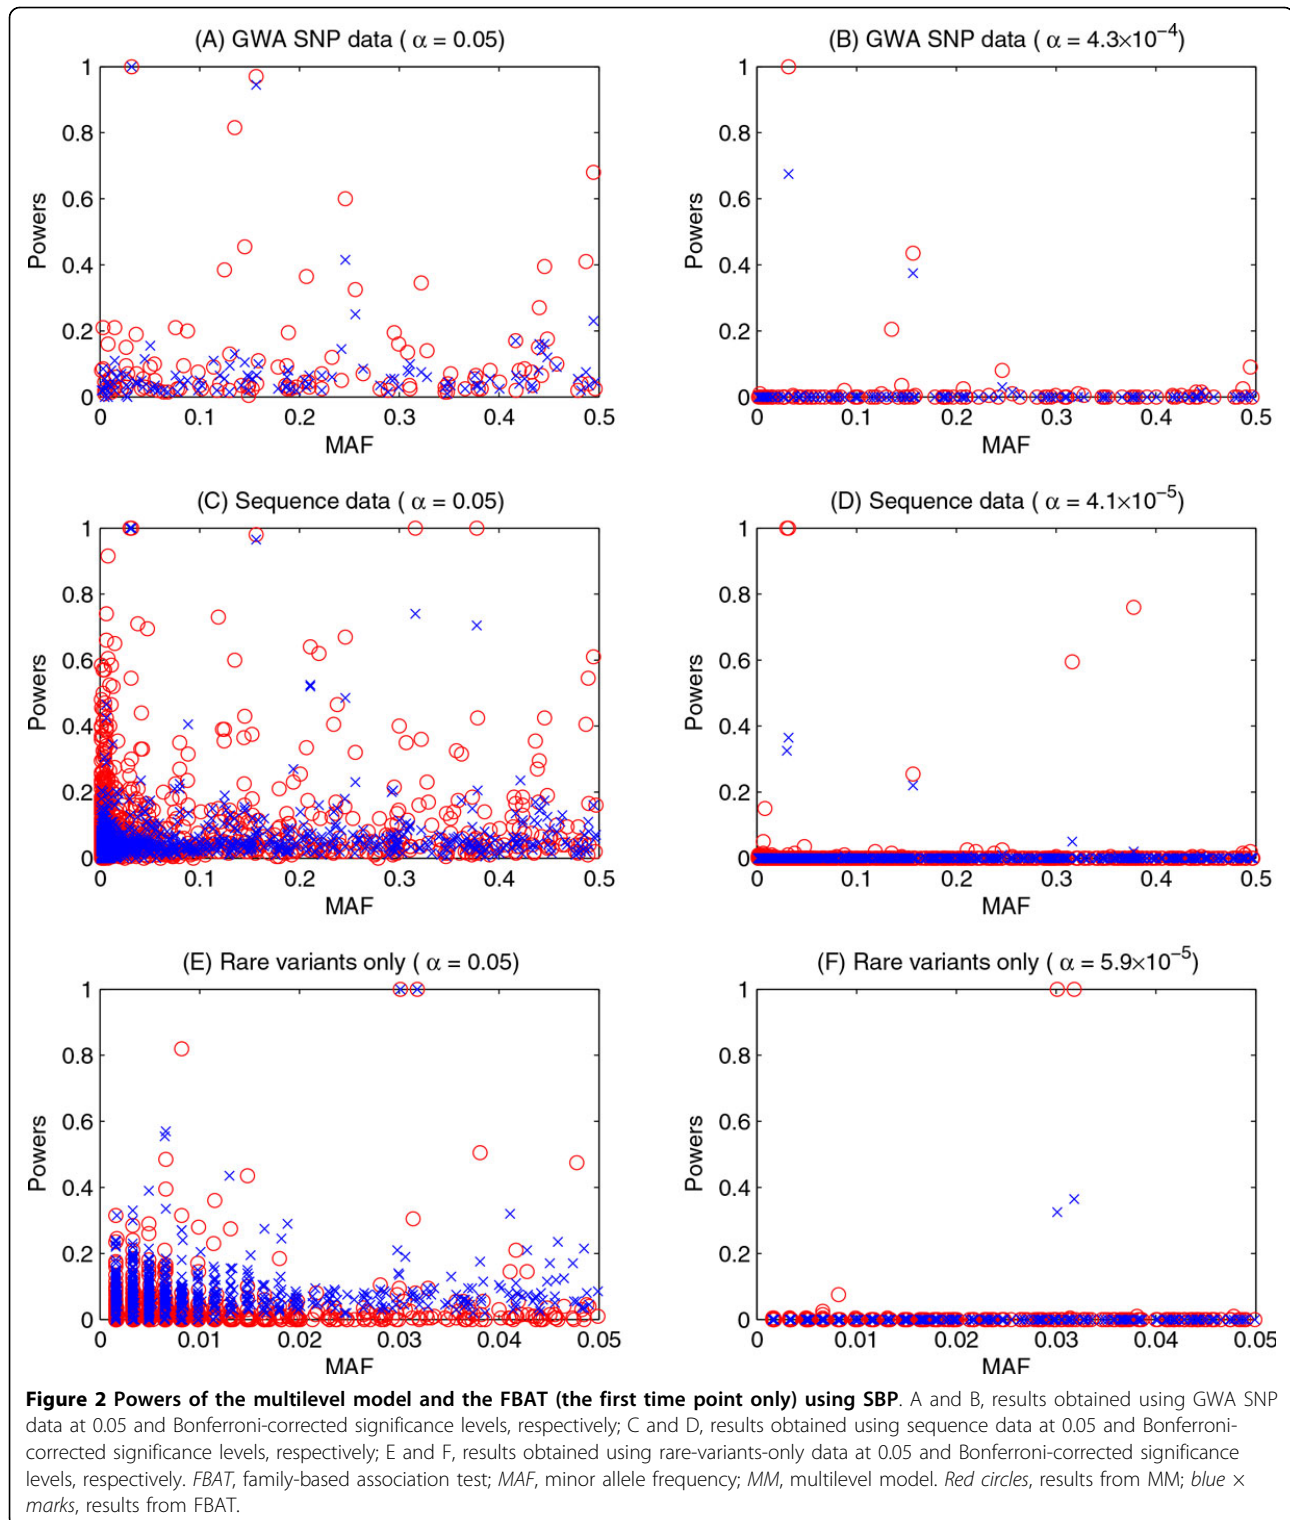 (A) GWA SNP data ( α = 0.05)
1
0.8
0.6
0.4
0.2
0
Powers
0 0.1 0.2 0.3 0.4 0.5
MAF
(B) GWA SNP data ( α = 4.3×10⁻⁴)
1
0.8
0.6
0.4
0.2
0
Powers
0 0.1 0.2 0.3 0.4 0.5
MAF
(C) Sequence data ( α = 0.05)
1
0.8
0.6
0.4
0.2
0
Powers
0 0.1 0.2 0.3 0.4 0.5
MAF
(D) Sequence data ( α = 4.1×10⁻⁵)
1
0.8
0.6
0.4
0.2
0
Powers
0 0.1 0.2 0.3 0.4 0.5
MAF
(E) Rare variants only ( α = 0.05)
1
0.8
0.6
0.4
0.2
0
Powers
0 0.01 0.02 0.03 0.04 0.05
MAF
(F) Rare variants only ( α = 5.9×10⁻⁵)
1
0.8
0.6
0.4
0.2
0
Powers
0 0.01 0.02 0.03 0.04 0.05
MAF
Figure 2 Powers of the multilevel model and the FBAT (the first time point only) using SBP. A and B, results obtained using GWA SNP
data at 0.05 and Bonferroni-corrected significance levels, respectively; C and D, results obtained using sequence data at 0.05 and Bonferroni-
corrected significance levels, respectively; E and F, results obtained using rare-variants-only data at 0.05 and Bonferroni-corrected significance
levels, respectively. FBAT, family-based association test; MAF, minor allele frequency; MM, multilevel model. Red circles, results from MM; blue ×
marks, results from FBAT.